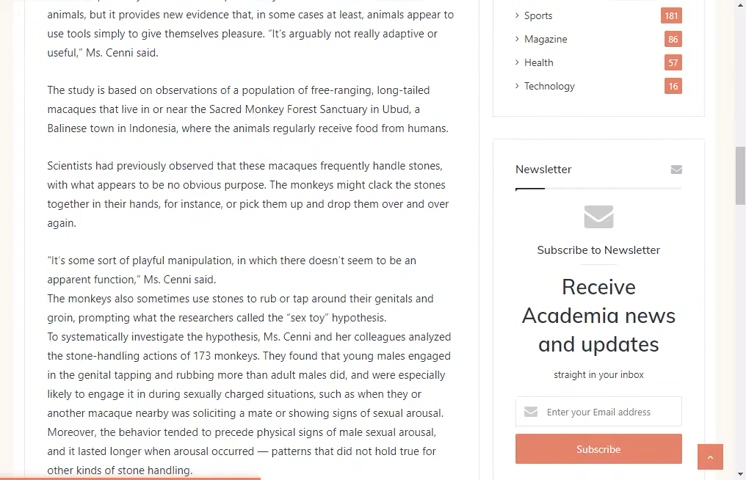 animals, but it provides new evidence that, in some cases at least, animals appear to
use tools simply to give themselves pleasure. "It's arguably not really adaptive or
useful," Ms. Cenni said.
The study is based on observations of a population of free-ranging, long-tailed
macaques that live in or near the Sacred Monkey Forest Sanctuary in Ubud, a
Balinese town in Indonesia, where the animals regularly receive food from humans.
Scientists had previously observed that these macaques frequently handle stones,
with what appears to be no obvious purpose. The monkeys might clack the stones
together in their hands, for instance, or pick them up and drop them over and over
again.
"It's some sort of playful manipulation, in which there doesn't seem to be an
apparent function," Ms. Cenni said.
The monkeys also sometimes use stones to rub or tap around their genitals and
groin, prompting what the researchers called the "sex toy" hypothesis.
To systematically investigate the hypothesis, Ms. Cenni and her colleagues analyzed
the stone-handling actions of 173 monkeys. They found that young males engaged
in the genital tapping and rubbing more than adult males did, and were especially
likely to engage it in during sexually charged situations, such as when they or
another macaque nearby was soliciting a mate or showing signs of sexual arousal.
Moreover, the behavior tended to precede physical signs of male sexual arousal,
and it lasted longer when arousal occurred — patterns that did not hold true for
other kinds of stone handling.
Sports 181
Magazine 86
Health 57
Technology 16
Newsletter
Subscribe to Newsletter
Receive
Academia news
and updates
straight in your inbox
Enter your Email address
Subscribe